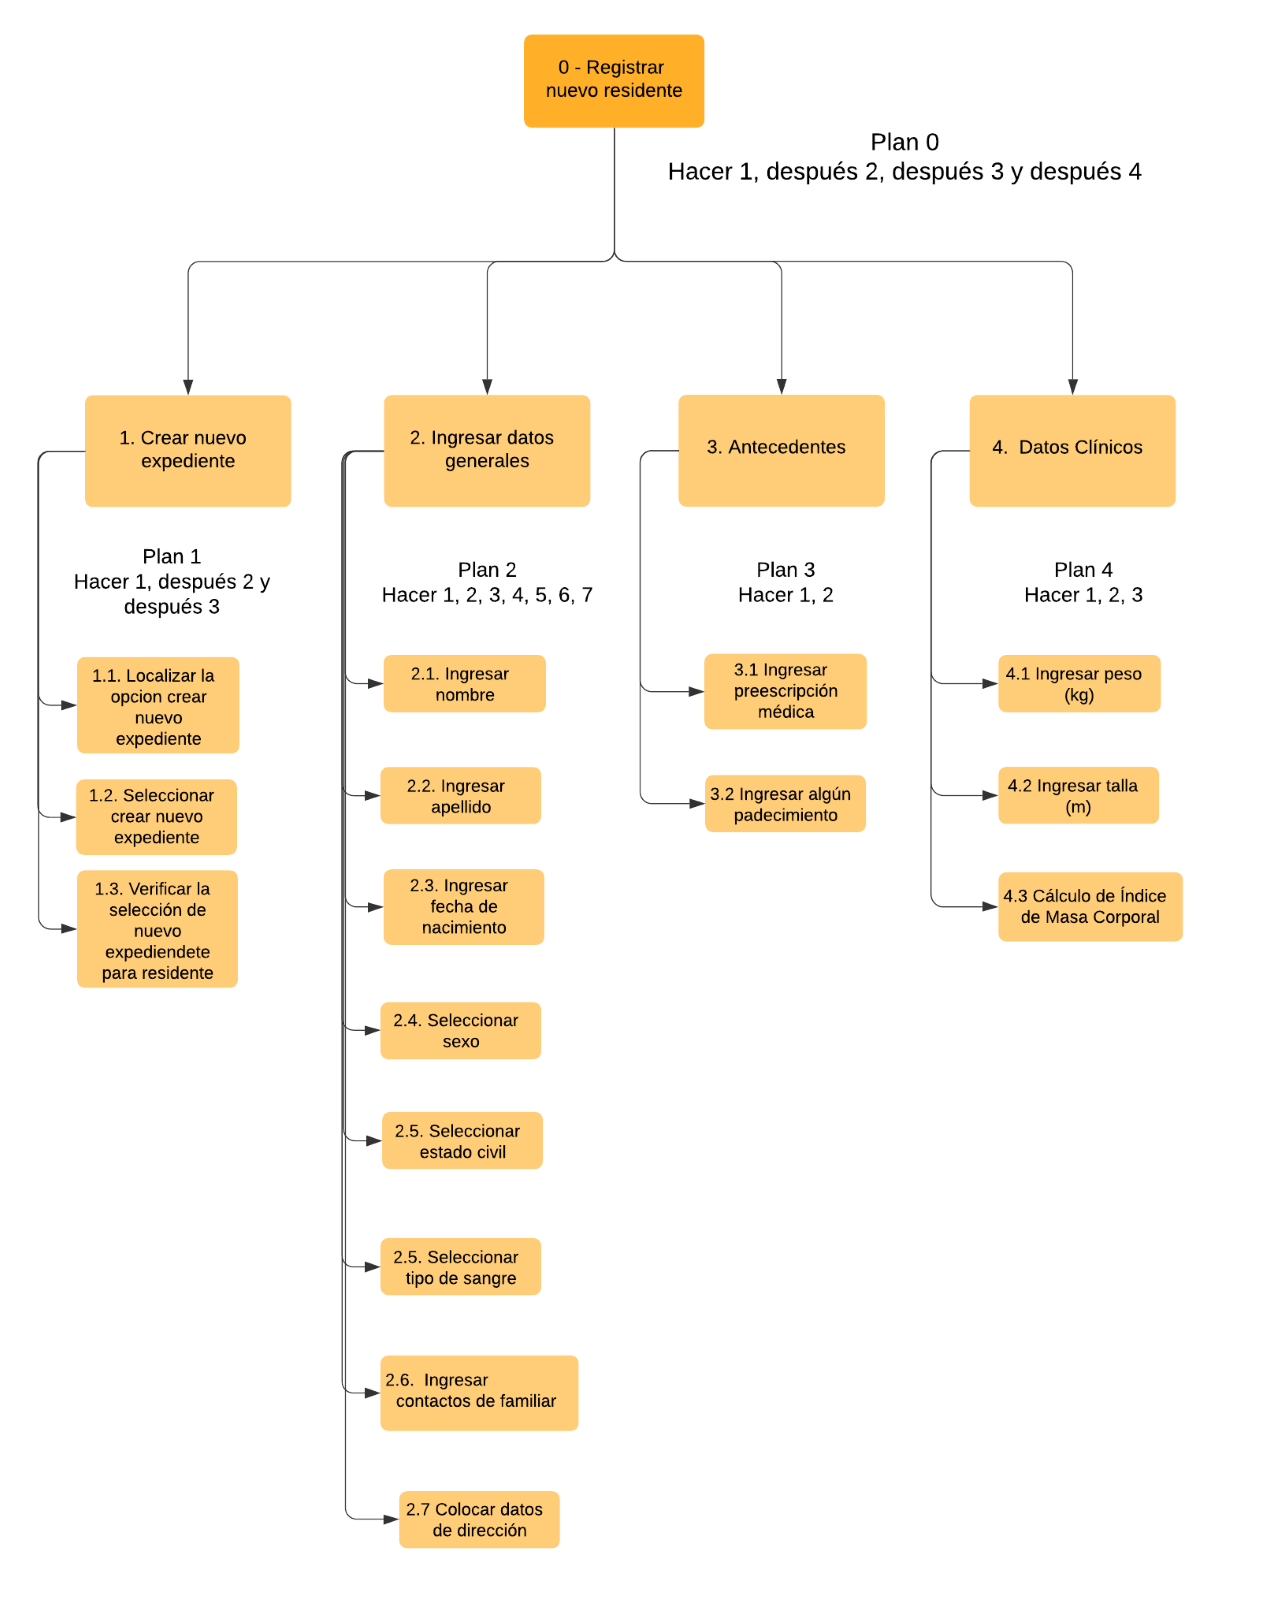 0 - Registrar
nuevo residente
Plan 0
Hacer 1, después 2, después 3 y después 4
1. Crear nuevo
expediente
2. Ingresar datos
generales
3. Antecedentes
4. Datos Clínicos
Plan 1
Hacer 1, después 2 y
después 3
Plan 2
Hacer 1, 2, 3, 4, 5, 6, 7
Plan 3
Hacer 1, 2
Plan 4
Hacer 1, 2, 3
1.1. Localizar la
opcion crear
nuevo
expediente
1.2. Seleccionar
crear nuevo
expediente
1.3. Verificar la
selección de
nuevo
expediendete
para residente
2.1. Ingresar
nombre
2.2. Ingresar
apellido
2.3. Ingresar
fecha de
nacimiento
2.4. Seleccionar
sexo
2.5. Seleccionar
estado civil
2.5. Seleccionar
tipo de sangre
2.6. Ingresar
contactos de familiar
2.7 Colocar datos
de dirección
3.1 Ingresar
preescripción
médica
3.2 Ingresar algún
padecimiento
4.1 Ingresar peso
(kg)
4.2 Ingresar talla
(m)
4.3 Cálculo de Índice
de Masa Corporal